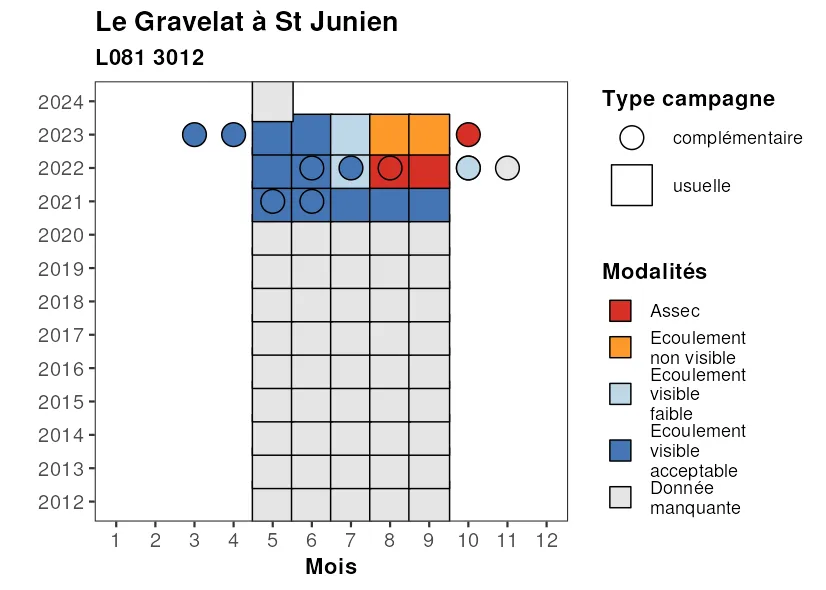 Le Gravelat à St Junien
L081 3012
2024
2023
2022
2021
2020
2019
2018
2017
2016
2015
2014
2013
2012
1 2 3 4 5 6 7 8 9 10 11 12
Mois
Type campagne
complémentaire
usuelle
Modalités
Assec
Ecoulement
non visible
Ecoulement
visible
faible
Ecoulement
visible
acceptable
Donnée
manquante